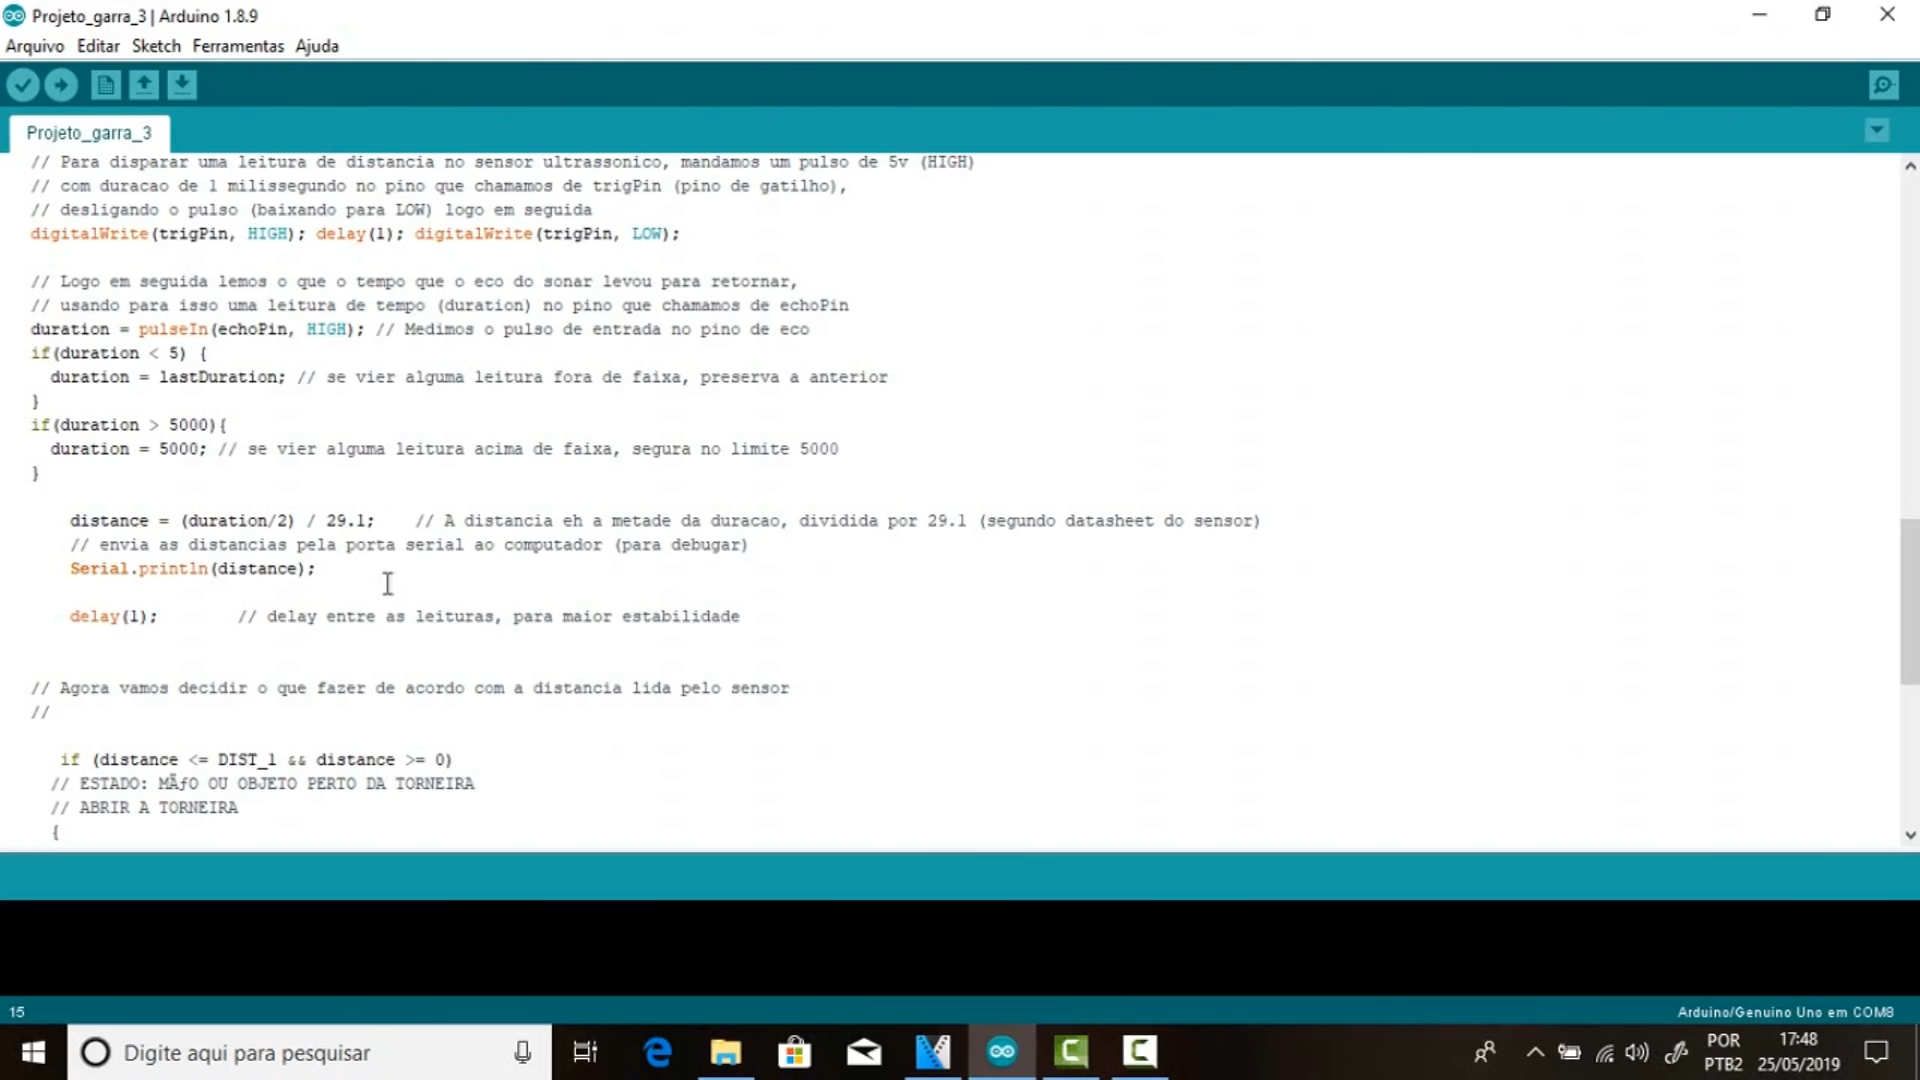 Projeto_garra_3 | Arduino 1.8.9
Arquivo Editar Sketch Ferramentas Ajuda
Projeto_garra_3
// Para disparar uma leitura de distancia no sensor ultrassonico, mandamos um pulso de 5v (HIGH)
// com duracao de 1 milissegundo no pino que chamamos de trigPin (pino de gatilho),
// desligando o pulso (baixando para LOW) logo em seguida
digitalWrite(trigPin, HIGH); delay(1); digitalWrite(trigPin, LOW);
// Logo em seguida lemos o que o tempo que o eco do sonar levou para retornar,
// usando para isso uma leitura de tempo (duration) no pino que chamamos de echoPin
duration = pulseIn(echoPin, HIGH); // Medimos o pulso de entrada no pino de eco
if(duration < 5) {
duration = lastDuration; // se vier alguma leitura fora de faixa, preserva a anterior
}
if(duration > 5000){
duration = 5000; // se vier alguma leitura acima de faixa, segura no limite 5000
}
distance = (duration/2) / 29.1; // A distancia eh a metade da duracao, dividida por 29.1 (segundo datasheet do sensor)
// envia as distancias pela porta serial ao computador (para debugar)
Serial.println(distance);
delay(1); // delay entre as leituras, para maior estabilidade
// Agora vamos decidir o que fazer de acordo com a distancia lida pelo sensor
//
if (distance <= DIST_1 && distance >= 0)
// ESTADO: MÃƒO OU OBJETO PERTO DA TORNEIRA
// ABRIR A TORNEIRA
{
15
Arduino/Genuino Uno em COM8
Digite aqui para pesquisar
POR
PTB2
17:48
25/05/2019